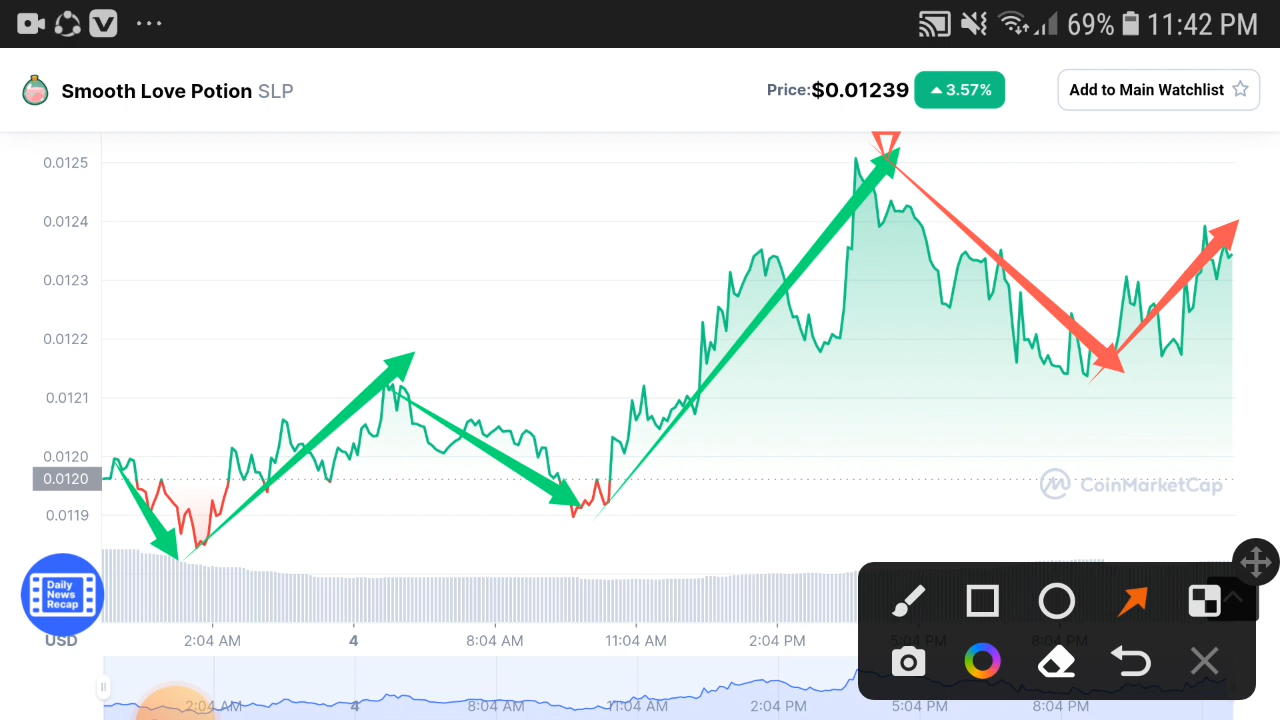 69% 11:42 PM
Smooth Love Potion SLP
Price: $0.01239 3.57%
Add to Main Watchlist
0.0125
0.0124
0.0123
0.0122
0.0121
0.0120
0.0120
0.0119
CoinMarketCap
Daily
News
Recap
USD
2:04 AM 4 8:04 AM 11:04 AM 2:04 PM 5:04 PM 8:04 PM
2:04 AM 4 8:04 AM 11:04 AM 2:04 PM 5:04 PM 8:04 PM